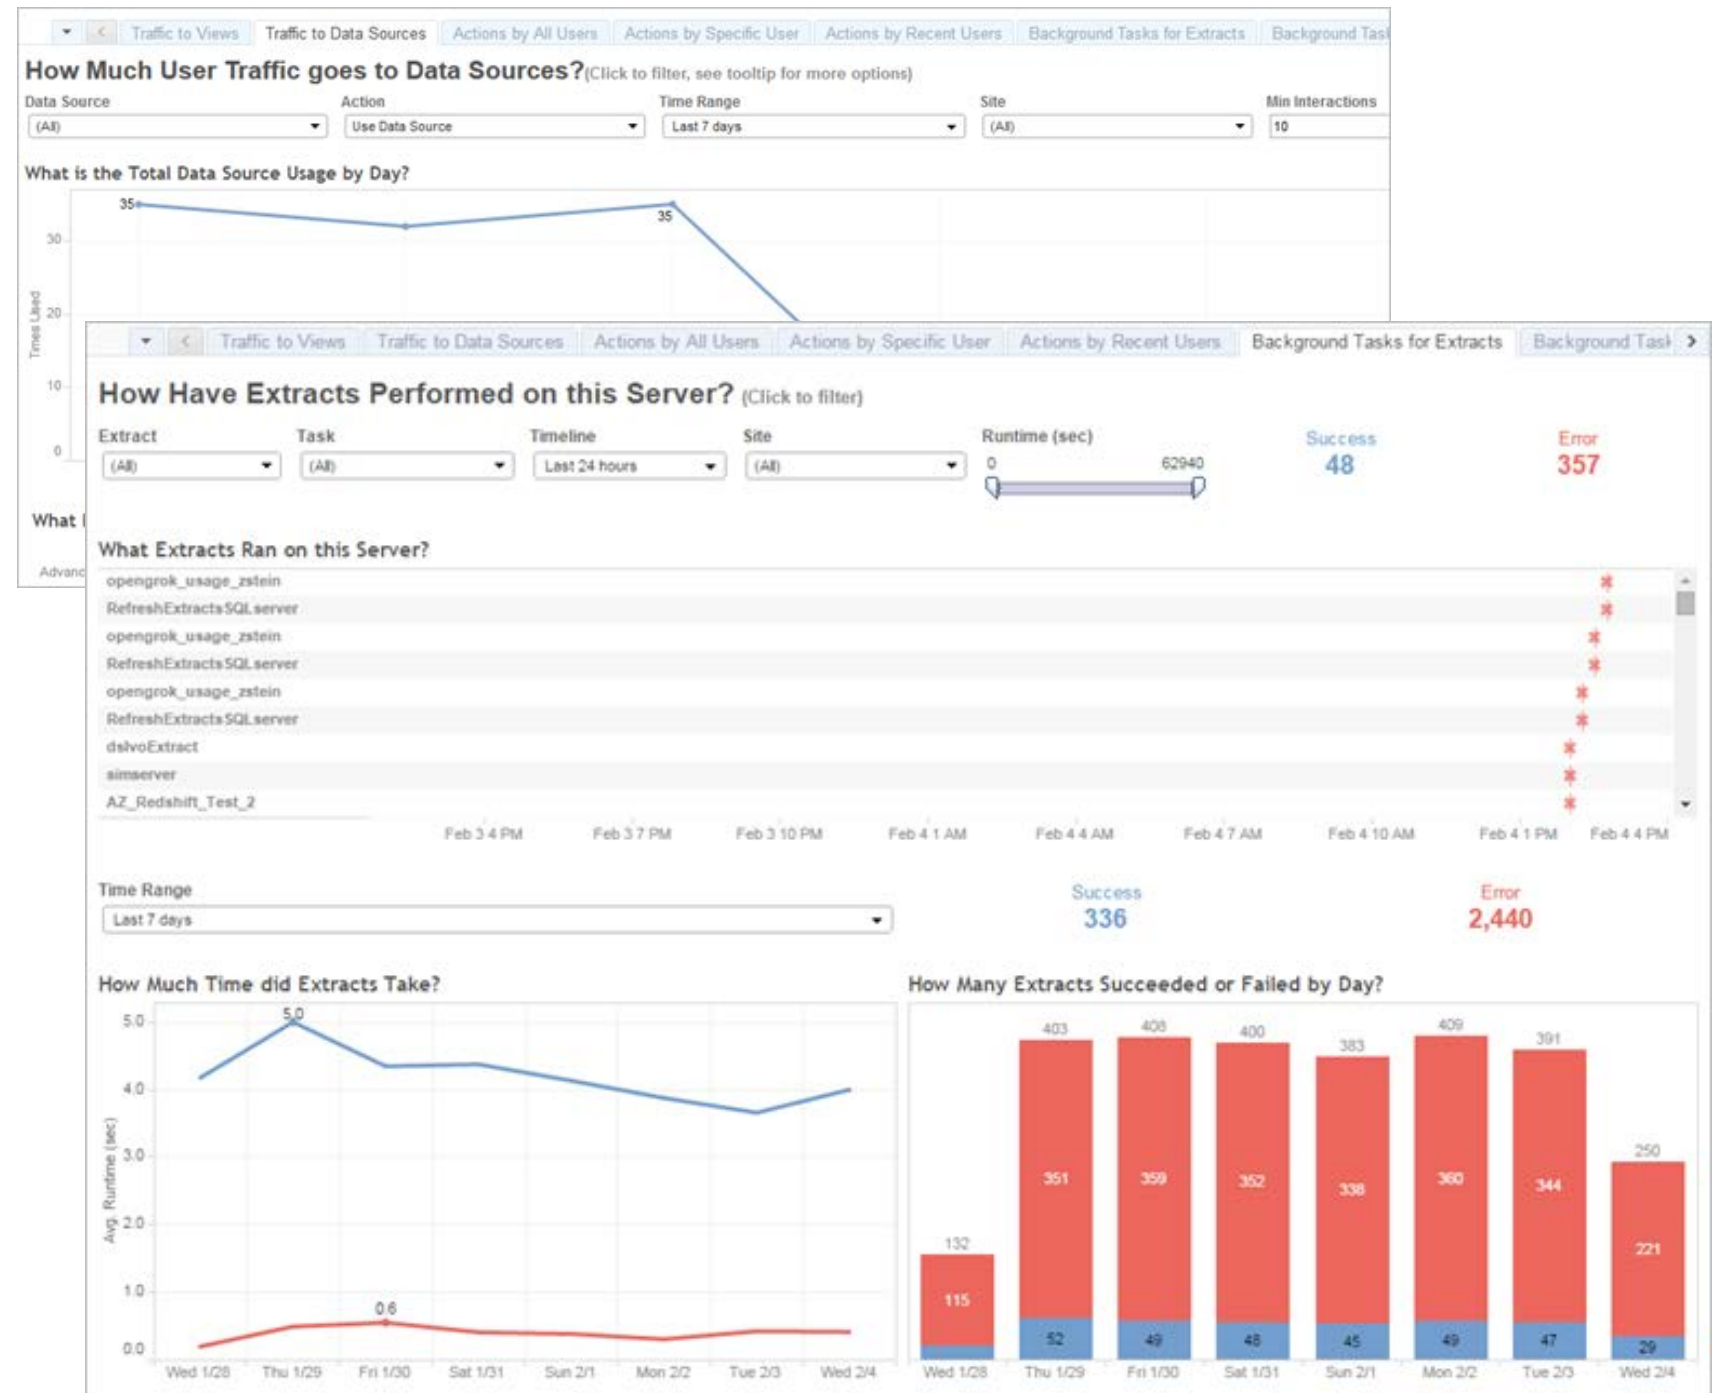 Traffic to Views Traffic to Data Sources Actions by All Users Actions by Specific User Actions by Recent Users Background Tasks for Extracts Background Tas
How Much User Traffic goes to Data Sources?(Click to filter, see tooltip for more options)
Data Source Action Time Range Site Min Interactions
(All) Use Data Source Last 7 days (All) 10
What is the Total Data Source Usage by Day?
35 35
30
20
10
0
Times Used
What
Advanc
Traffic to Views Traffic to Data Sources Actions by All Users Actions by Specific User Actions by Recent Users Background Tasks for Extracts Background Task
How Have Extracts Performed on this Server? (Click to filter)
Extract Task Timeline Site Runtime (sec) Success Error
(All) (All) Last 24 hours (All) 0 62940 48 357
What Extracts Ran on this Server?
opengrok_usage_zstein
RefreshExtractsSQLserver
opengrok_usage_zstein
RefreshExtractsSQLserver
opengrok_usage_zstein
RefreshExtractsSQLserver
dslvoExtract
simserver
AZ_Redshift_Test_2
Feb 3 4 PM Feb 3 7 PM Feb 3 10 PM Feb 4 1 AM Feb 4 4 AM Feb 4 7 AM Feb 4 10 AM Feb 4 1 PM Feb 4 4 PM
Time Range Success Error
Last 7 days 336 2,440
How Much Time did Extracts Take?
5.0
5.0
4.0
3.0
2.0
1.0
0.6
0.0
Avg. Runtime (sec)
Wed 1/28 Thu 1/29 Fri 1/30 Sat 1/31 Sun 2/1 Mon 2/2 Tue 2/3 Wed 2/4
How Many Extracts Succeeded or Failed by Day?
132 403 408 400 383 409 391 250
115 351 359 352 338 360 344 221
52 49 48 45 49 47 29
Wed 1/28 Thu 1/29 Fri 1/30 Sat 1/31 Sun 2/1 Mon 2/2 Tue 2/3 Wed 2/4